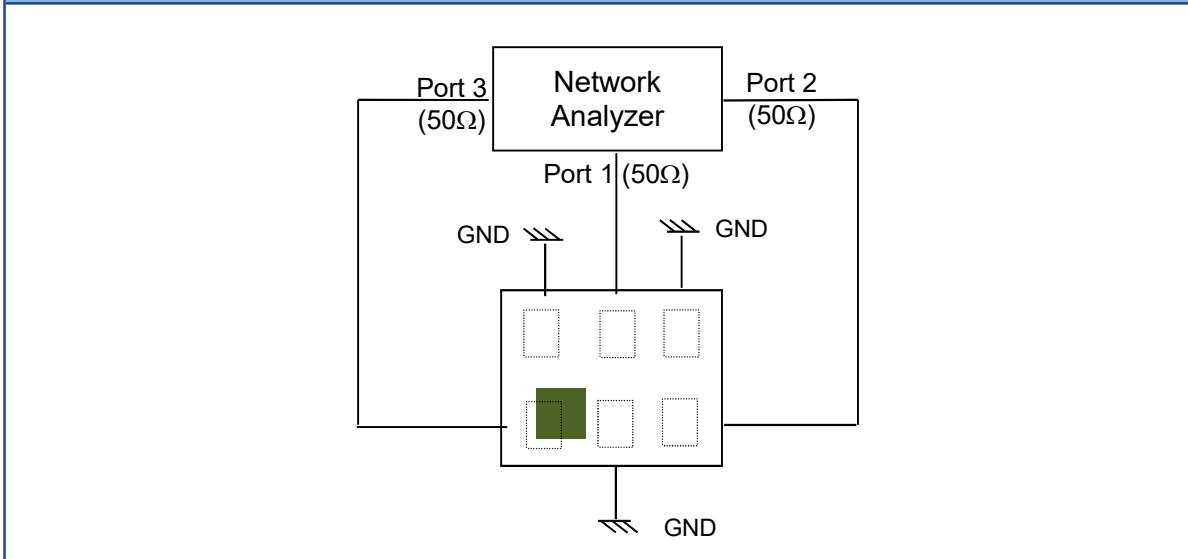 Port 3
(50Ω)
Network
Analyzer
Port 2
(50Ω)
Port 1 (50Ω)
GND
GND
GND